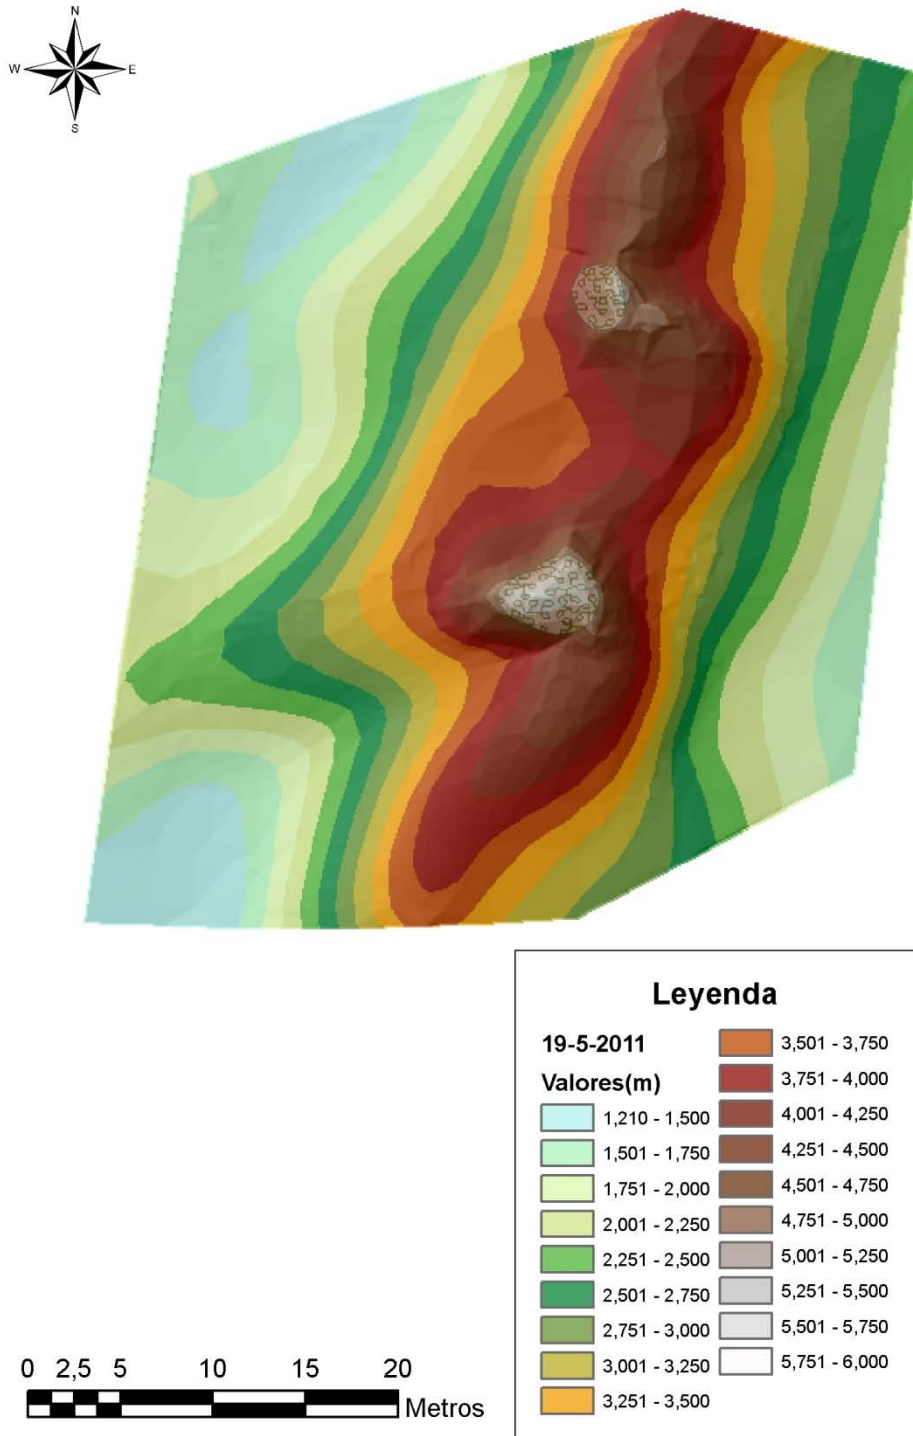 N
W E
S
Leyenda
19-5-2011
Valores(m)
1,210 - 1,500
1,501 - 1,750
1,751 - 2,000
2,001 - 2,250
2,251 - 2,500
2,501 - 2,750
2,751 - 3,000
3,001 - 3,250
3,251 - 3,500
3,501 - 3,750
3,751 - 4,000
4,001 - 4,250
4,251 - 4,500
4,501 - 4,750
4,751 - 5,000
5,001 - 5,250
5,251 - 5,500
5,501 - 5,750
5,751 - 6,000
0 2,5 5 10 15 20
Metros